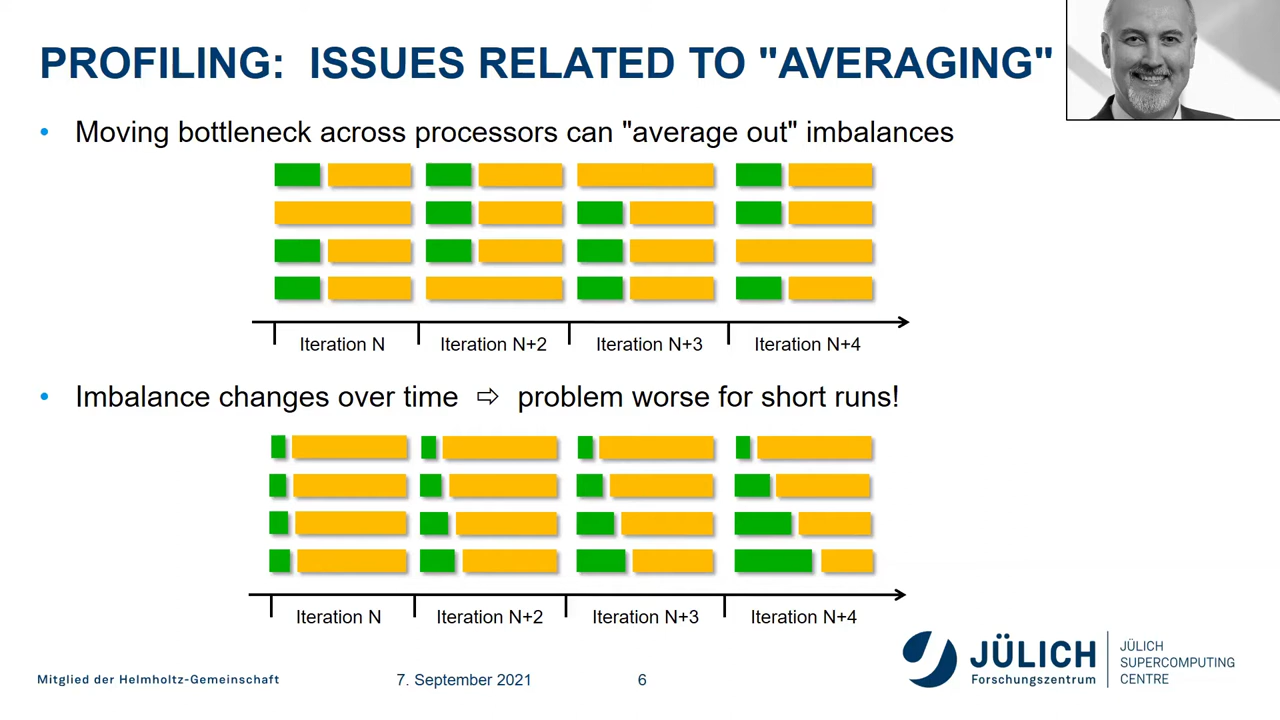 PROFILING: ISSUES RELATED TO "AVERAGING"
• Moving bottleneck across processors can "average out" imbalances
Iteration N
Iteration N+2
Iteration N+3
Iteration N+4
• Imbalance changes over time ⇨ problem worse for short runs!
Iteration N
Iteration N+2
Iteration N+3
Iteration N+4
Mitglied der Helmholtz-Gemeinschaft
7. September 2021
6
JÜLICH
Forschungszentrum
JÜLICH
SUPERCOMPUTING
CENTRE